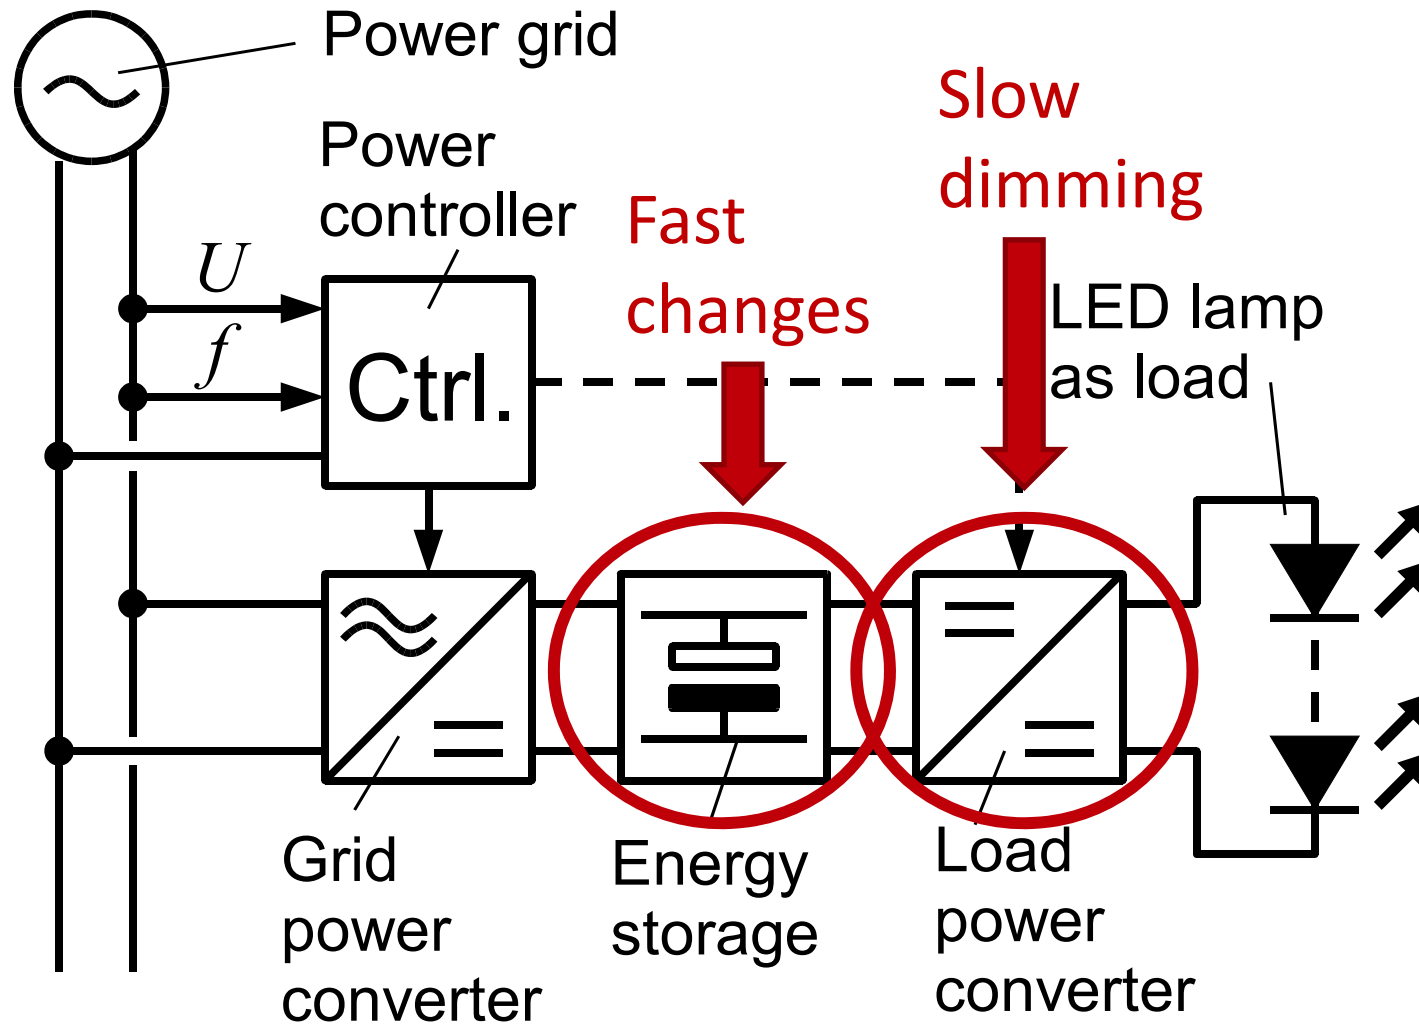 Power grid
Power
controller
Slow
dimming
Fast
changes
U
f
Ctrl.
LED lamp
as load
Grid
power
converter
Energy
storage
Load
power
converter